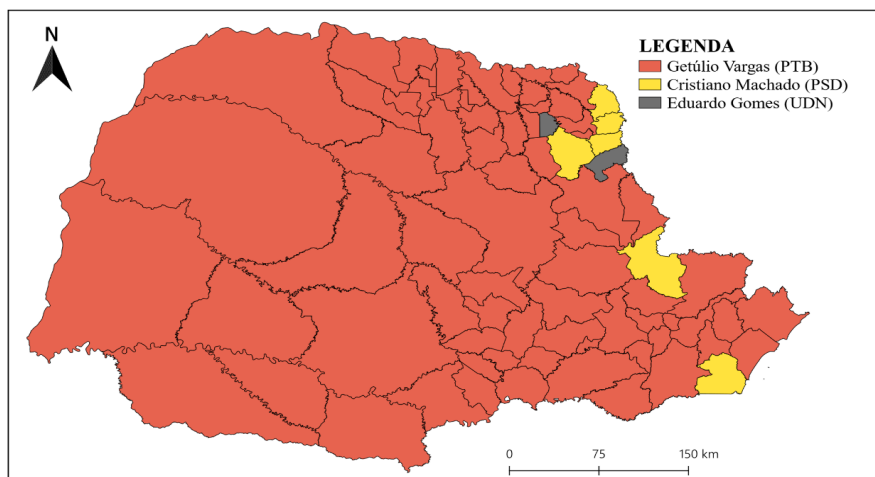 N
LEGENDA
Getúlio Vargas (PTB)
Cristiano Machado (PSD)
Eduardo Gomes (UDN)
0 75 150 km